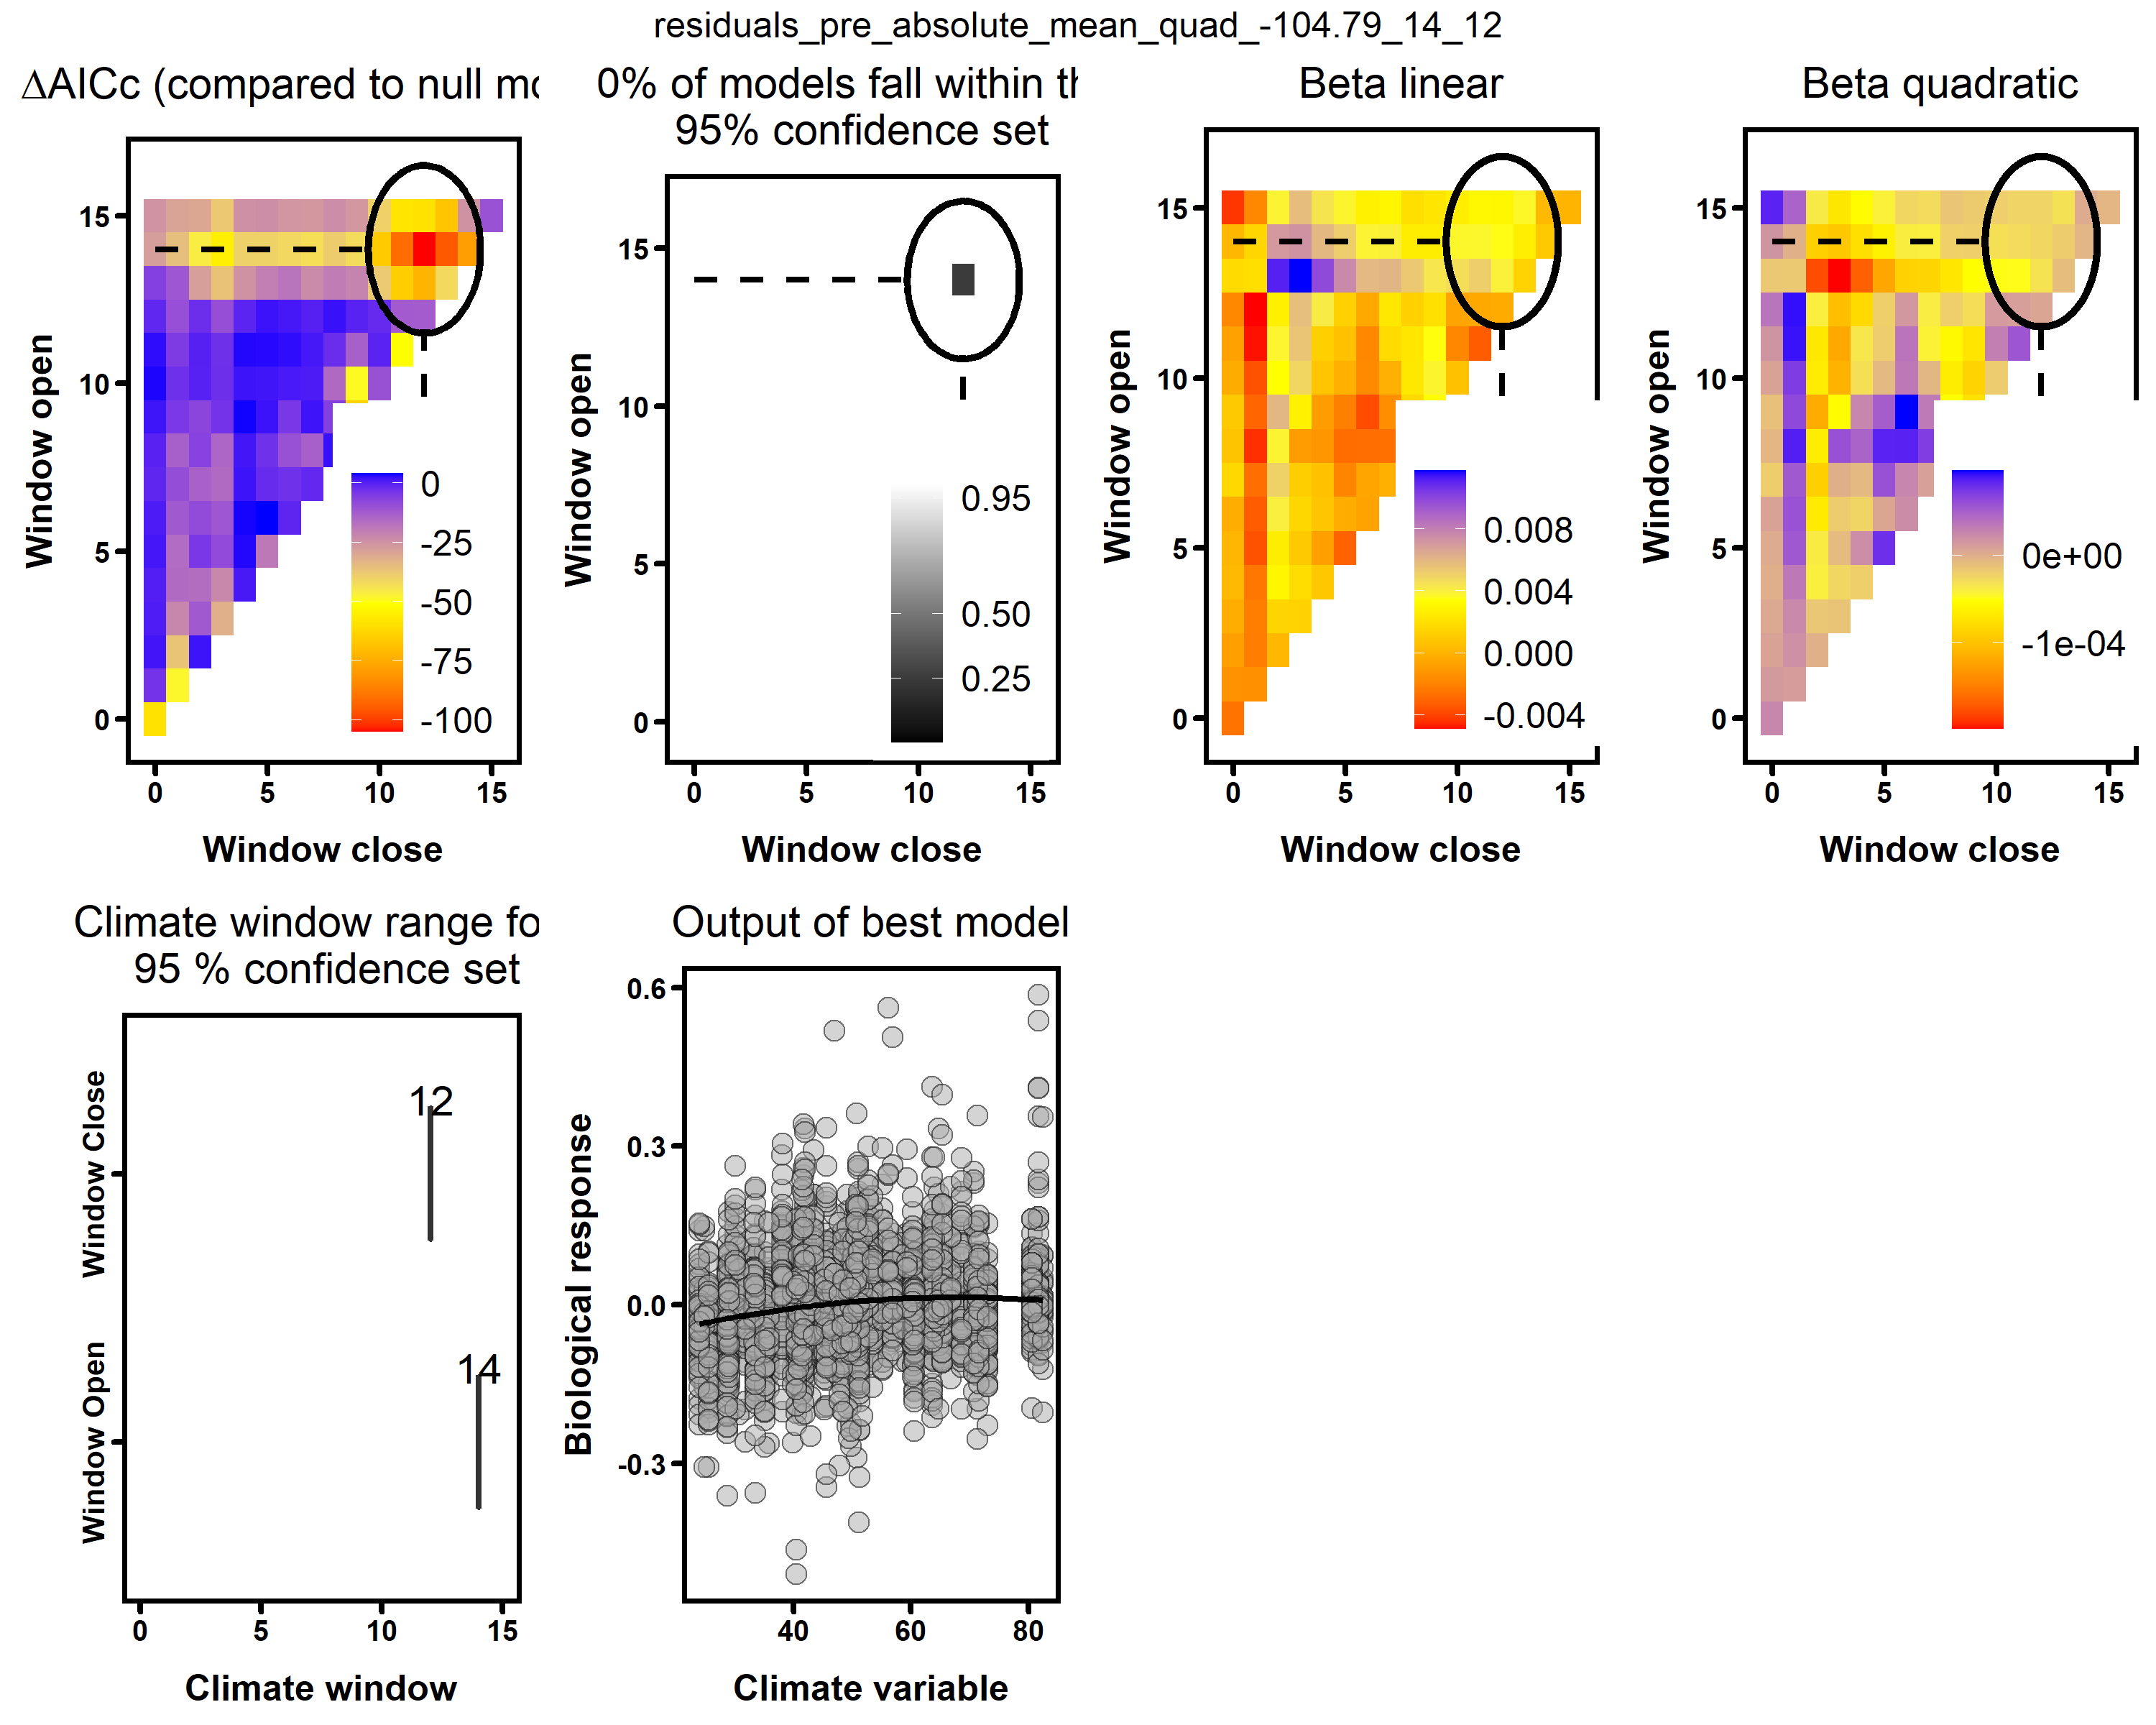 residuals_pre_absolute_mean_quad_-104.79_14_12
ΔAICc (compared to null mo
Window open
15
10
5
0
0
-25
-50
-75
-100
0 5 10 15
Window close
0% of models fall within th
95% confidence set
Window open
15
10
5
0
0.95
0.50
0.25
0 5 10 15
Window close
Beta linear
Window open
15
10
5
0
0.008
0.004
0.000
-0.004
0 5 10 15
Window close
Beta quadratic
Window open
15
10
5
0
0e+00
-1e-04
0 5 10 15
Window close
Climate window range fo
95 % confidence set
Window Close
12
Window Open
14
0 5 10 15
Climate window
Output of best model
Biological response
0.6
0.3
0.0
-0.3
40 60 80
Climate variable